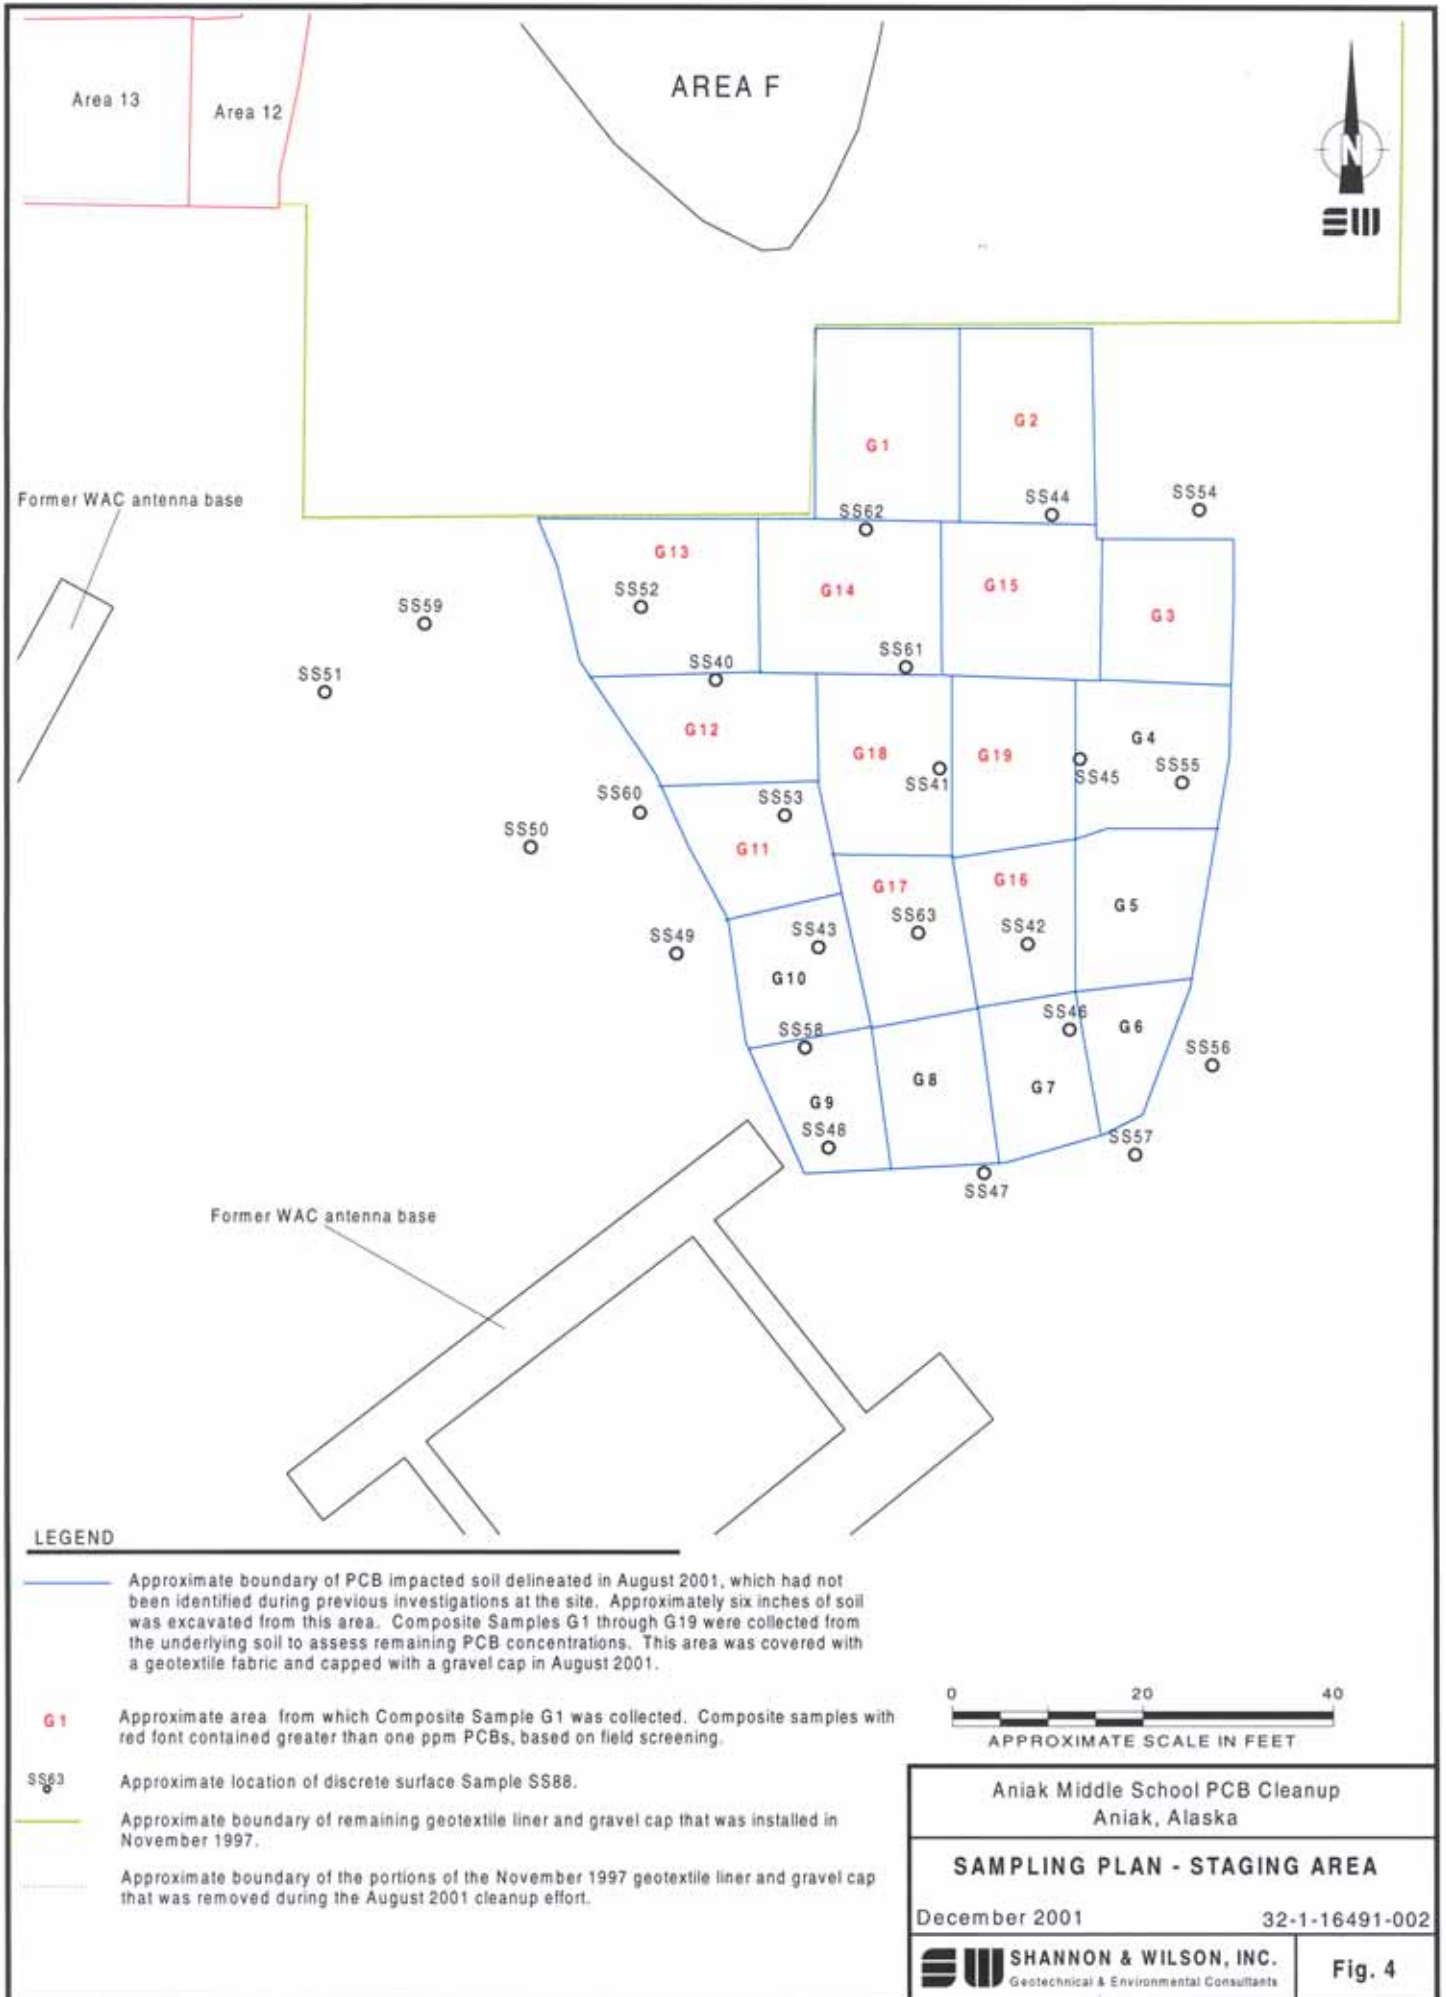 AREA F
Area 13
Area 12
N
SW
G1
G2
Former WAC antenna base
SS44
SS54
SS62
G13
SS52
G14
G15
G3
SS59
SS61
SS40
SS51
G12
G18
G19
G4
SS41
SS45
SS55
SS60
SS53
SS50
G11
G17
G16
G5
SS63
SS42
SS43
SS49
G10
SS46
G6
SS58
SS56
G8
G7
G9
SS48
SS57
SS47
Former WAC antenna base
LEGEND
Approximate boundary of PCB impacted soil delineated in August 2001, which had not
been identified during previous investigations at the site. Approximately six inches of soil
was excavated from this area. Composite Samples G1 through G19 were collected from
the underlying soil to assess remaining PCB concentrations. This area was covered with
a geotextile fabric and capped with a gravel cap in August 2001.
G1
Approximate area from which Composite Sample G1 was collected. Composite samples with
red font contained greater than one ppm PCBs, based on field screening.
SS63
Approximate location of discrete surface Sample SS88.
Approximate boundary of remaining geotextile liner and gravel cap that was installed in
November 1997.
Approximate boundary of the portions of the November 1997 geotextile liner and gravel cap
that was removed during the August 2001 cleanup effort.
0 20 40
APPROXIMATE SCALE IN FEET
Aniak Middle School PCB Cleanup
Aniak, Alaska
SAMPLING PLAN - STAGING AREA
December 2001 32-1-16491-002
SW SHANNON & WILSON, INC.
Geotechnical & Environmental Consultants
Fig. 4